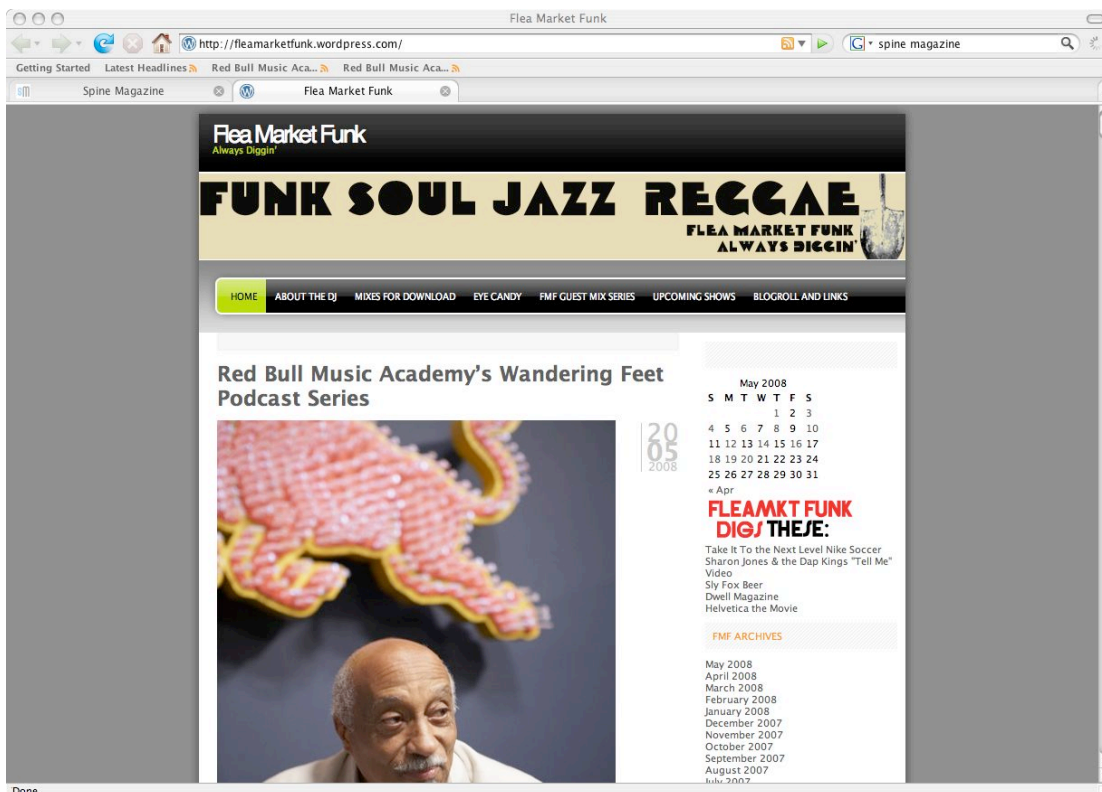 Flea Market Funk
http://fleamarketfunk.wordpress.com/
G spine magazine
Getting Started Latest Headlines Red Bull Music Aca... Red Bull Music Aca...
sm Spine Magazine Flea Market Funk
Flea Market Funk
Always Diggin'
FUNK SOUL JAZZ REGGAE
FLEA MARKET FUNK
ALWAYS DIGGIN'
HOME ABOUT THE DJ MIXES FOR DOWNLOAD EYE CANDY FMF GUEST MIX SERIES UPCOMING SHOWS BLOGROLL AND LINKS
Red Bull Music Academy's Wandering Feet
Podcast Series
20
05
2008
May 2008
S M T W T F S
1 2 3
4 5 6 7 8 9 10
11 12 13 14 15 16 17
18 19 20 21 22 23 24
25 26 27 28 29 30 31
« Apr
FLEAMKT FUNK
DIGS THESE:
Take It To the Next Level Nike Soccer
Sharon Jones & the Dap Kings "Tell Me"
Video
Sly Fox Beer
Dwell Magazine
Helvetica the Movie
FMF ARCHIVES
May 2008
April 2008
March 2008
February 2008
January 2008
December 2007
November 2007
October 2007
September 2007
August 2007
July 2007
Done